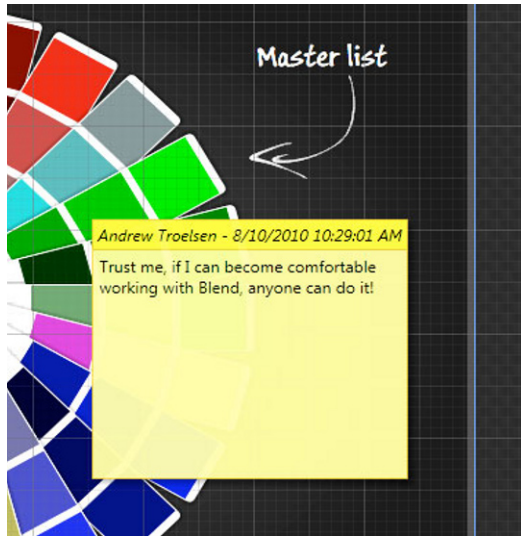 Master list
Andrew Troelsen - 8/10/2010 10:29:01 AM
Trust me, if I can become comfortable
working with Blend, anyone can do it!